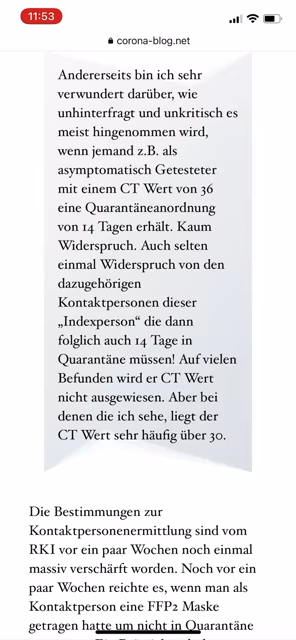 11:53
corona-blog.net
Andererseits bin ich sehr
verwundert darüber, wie
unhinterfragt und unkritisch es
meist hingenommen wird,
wenn jemand z.B. als
asymptomatisch Getesteter
mit einem CT Wert von 36
eine Quarantäneanordnung
von 14 Tagen erhält. Kaum
Widerspruch. Auch selten
einmal Widerspruch von den
dazugehörigen
Kontaktpersonen dieser
„Indexperson“ die dann
folglich auch 14 Tage in
Quarantäne müssen! Auf vielen
Befunden wird er CT Wert
nicht ausgewiesen. Aber bei
denen die ich sehe, liegt der
CT Wert sehr häufig über 30.
Die Bestimmungen zur
Kontaktpersonenermittlung sind vom
RKI vor ein paar Wochen noch einmal
massiv verschärft worden. Noch vor ein
paar Wochen reichte es, wenn man als
Kontaktperson eine FFP2 Maske
getragen hatte um nicht in Quarantäne